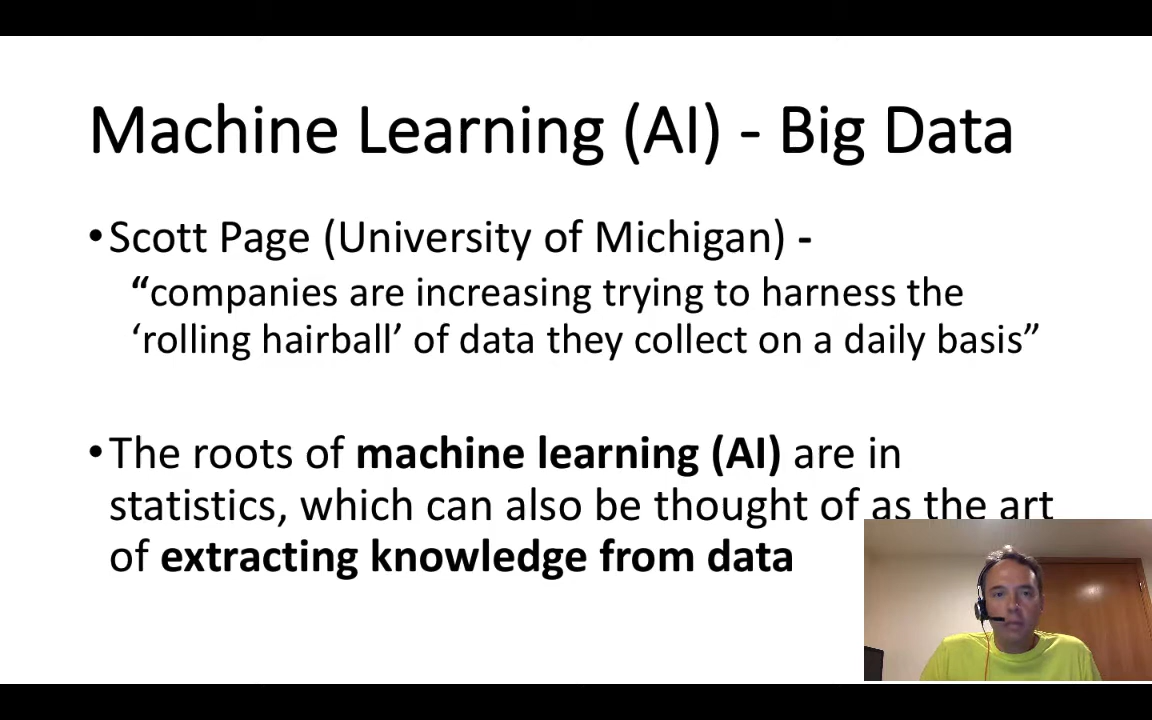 Machine Learning (AI) - Big Data
•Scott Page (University of Michigan) -
“companies are increasing trying to harness the
‘rolling hairball’ of data they collect on a daily basis”
•The roots of machine learning (AI) are in
statistics, which can also be thought of as the art
of extracting knowledge from data